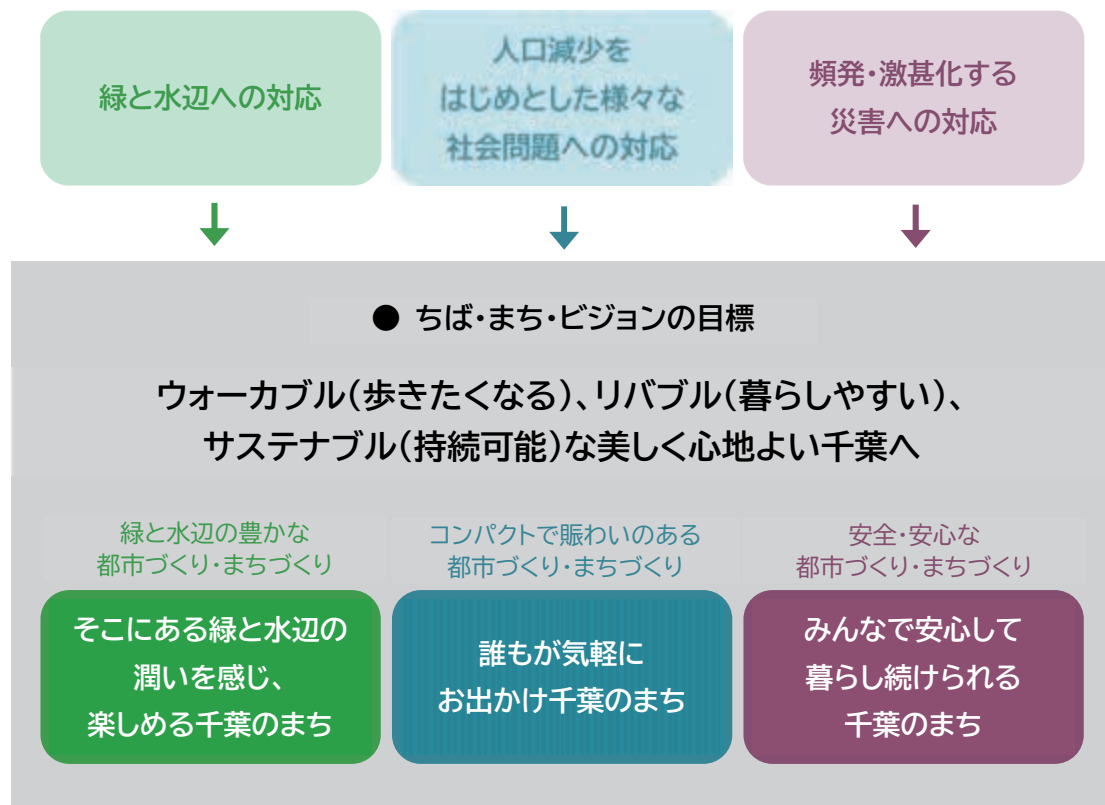 緑と水辺への対応
人口減少を
はじめとした様々な
社会問題への対応
頻発・激甚化する
災害への対応
● ちば・まち・ビジョンの目標
ウォーカブル(歩きたくなる)、リバブル(暮らしやすい)、
サステナブル(持続可能)な美しく心地よい千葉へ
緑と水辺の豊かな
都市づくり・まちづくり
そこにある緑と水辺の
潤いを感じ、
楽しめる千葉のまち
コンパクトで賑わいのある
都市づくり・まちづくり
誰もが気軽に
お出かけ千葉のまち
安全・安心な
都市づくり・まちづくり
みんなで安心して
暮らし続けられる
千葉のまち